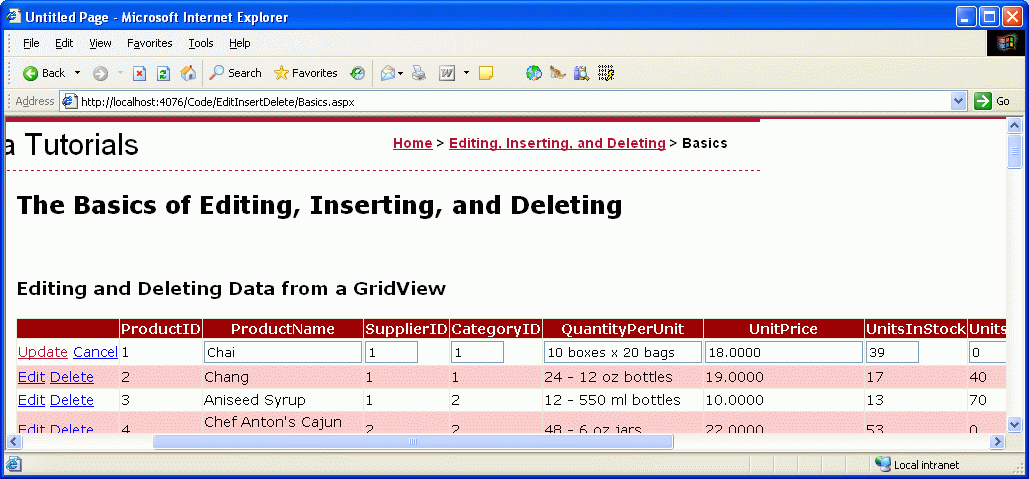 Untitled Page - Microsoft Internet Explorer
File Edit View Favorites Tools Help
Back Search Favorites
Address http://localhost:4076/Code/EditInsertDelete/Basics.aspx Go
a Tutorials Home > Editing, Inserting, and Deleting > Basics
The Basics of Editing, Inserting, and Deleting
Editing and Deleting Data from a GridView
ProductID ProductName SupplierID CategoryID QuantityPerUnit UnitPrice UnitsInStock Units
Update Cancel 1 Chai 1 1 10 boxes x 20 bags 18.0000 39 0
Edit Delete 2 Chang 1 1 24 - 12 oz bottles 19.0000 17 40
Edit Delete 3 Aniseed Syrup 1 2 12 - 550 ml bottles 10.0000 13 70
Edit Delete 4 Chef Anton's Cajun 2 2 48 - 6 oz jars 22.0000 53 0
Local intranet